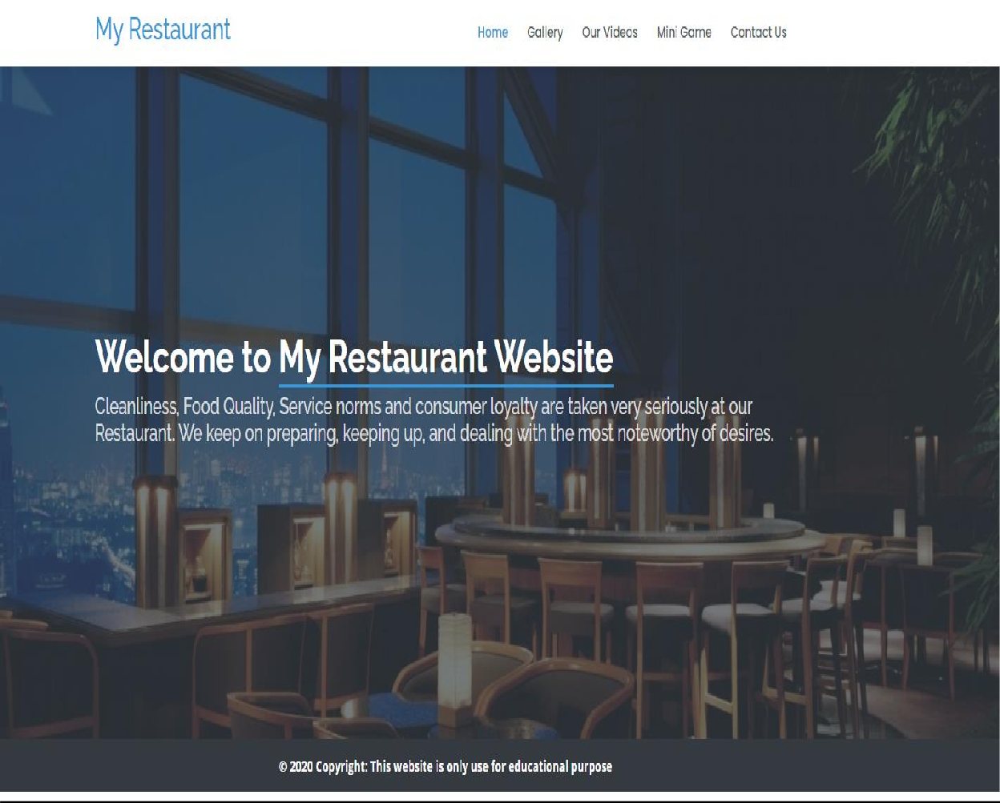 My Restaurant
Home Gallery Our Videos Mini Game Contact Us
Welcome to My Restaurant Website
Cleanliness, Food Quality, Service norms and consumer loyalty are taken very seriously at our
Restaurant. We keep on preparing, keeping up, and dealing with the most noteworthy of desires.
© 2020 Copyright: This website is only use for educational purpose